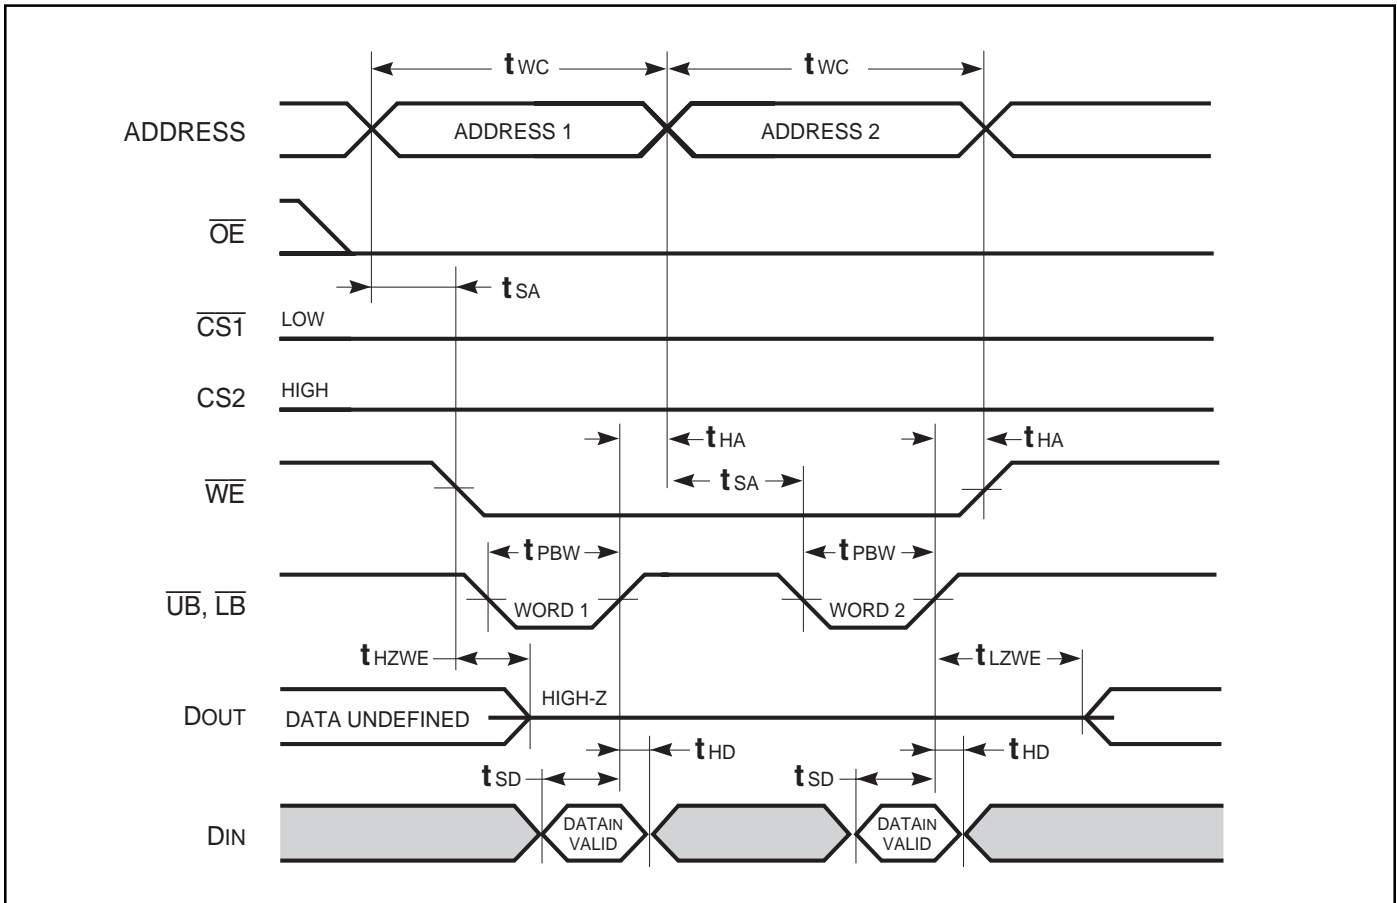 tWC tWC
ADDRESS ADDRESS 1 ADDRESS 2
OE
tSA
CS1 LOW
CS2 HIGH
tHA tHA
WE tSA
tPBW tPBW
UB, LB WORD 1 WORD 2
tHZWE tLZWE
DOUT DATA UNDEFINED HIGH-Z
tHD tHD
tSD tSD
DIN DATAIN VALID DATAIN VALID